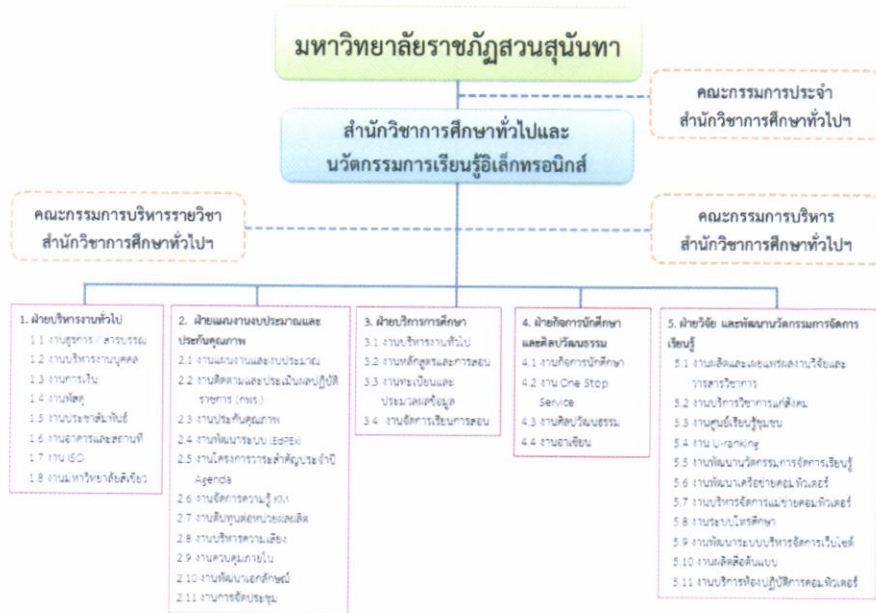 มหาวิทยาลัยราชภัฏสวนสุนันทา
คณะกรรมการประจำ
สำนักวิชาการศึกษาทั่วไปฯ
สำนักวิชาการศึกษาทั่วไปและ
นวัตกรรมการเรียนรู้อิเล็กทรอนิกส์
คณะกรรมการบริหารรายวิชา
สำนักวิชาการศึกษาทั่วไปฯ
คณะกรรมการบริหาร
สำนักวิชาการศึกษาทั่วไปฯ
1. ฝ่ายบริหารงานทั่วไป
1.1 งานธุรการ / สารบรรณ
1.2 งานบริหารงานบุคคล
1.3 งานการเงิน
1.4 งานพัสดุ
1.5 งานประชาสัมพันธ์
1.6 งานอาคารและสถานที่
1.7 งาน ISO
1.8 งานมหาวิทยาลัยสีเขียว
2. ฝ่ายแผนงานงบประมาณและ
ประกันคุณภาพ
2.1 งานแผนงานและงบประมาณ
2.2 งานติดตามและประเมินผลปฏิบัติ
ราชการ (กพร.)
2.3 งานประกันคุณภาพ
2.4 งานพัฒนาระบบ (EdPEx)
2.5 งานโครงการวาระสำคัญประจำปี
Agenda
2.6 งานจัดการความรู้ KM
2.7 งานต้นทุนต่อหน่วยผลผลิต
2.8 งานบริหารความเสี่ยง
2.9 งานควบคุมภายใน
2.10 งานพัฒนาเอกลักษณ์
2.11 งานการจัดประชุม
3. ฝ่ายบริการการศึกษา
3.1 งานบริหารงานทั่วไป
3.2 งานหลักสูตรและการสอน
3.3 งานทะเบียนและ
ประมวลผลข้อมูล
3.4 งานจัดการเรียนการสอน
4. ฝ่ายกิจการนักศึกษา
และศิลปวัฒนธรรม
4.1 งานกิจการนักศึกษา
4.2 งาน One Stop
Service
4.3 งานศิลปวัฒนธรรม
4.4 งานอาเซียน
5. ฝ่ายวิจัย และพัฒนานวัตกรรมการจัดการ
เรียนรู้
5.1 งานผลิตและเผยแพร่ผลงานวิจัยและ
วารสารวิชาการ
5.2 งานบริการวิชาการแก่สังคม
5.3 งานศูนย์เรียนรู้ชุมชน
5.4 งาน U-ranking
5.5 งานพัฒนานวัตกรรมการจัดการเรียนรู้
5.6 งานพัฒนาเครือข่ายคอมพิวเตอร์
5.7 งานบริหารจัดการแม่ข่ายคอมพิวเตอร์
5.8 งานระบบโทรศึกษา
5.9 งานพัฒนาระบบบริหารจัดการเว็บไซต์
5.10 งานผลิตสื่อต้นแบบ
5.11 งานบริการห้องปฏิบัติการคอมพิวเตอร์